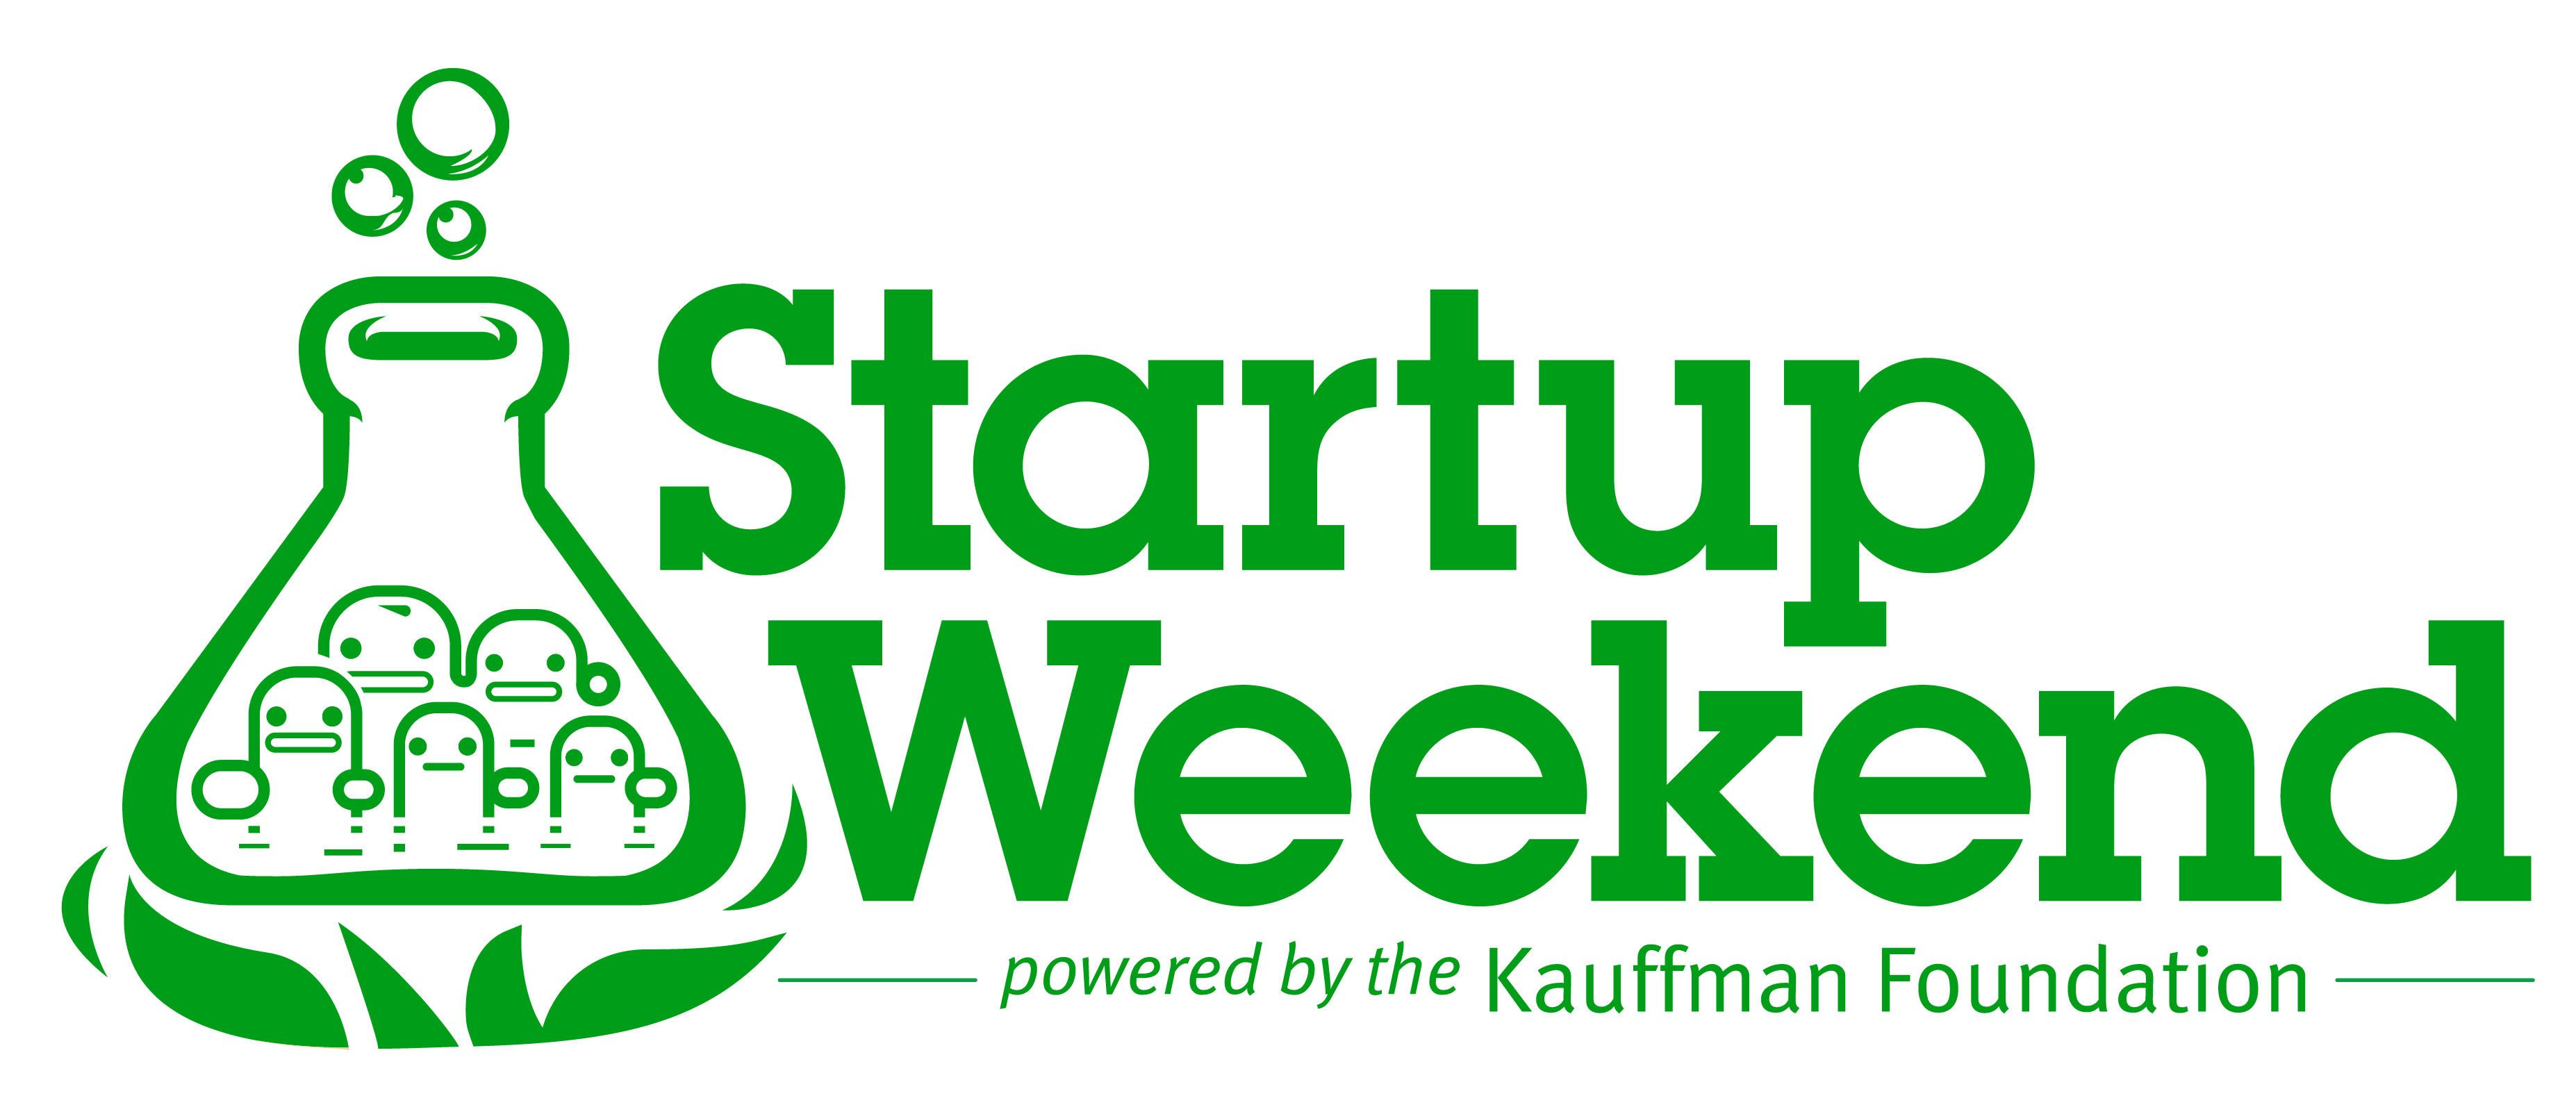 Startup
Weekend
powered by the Kauffman Foundation